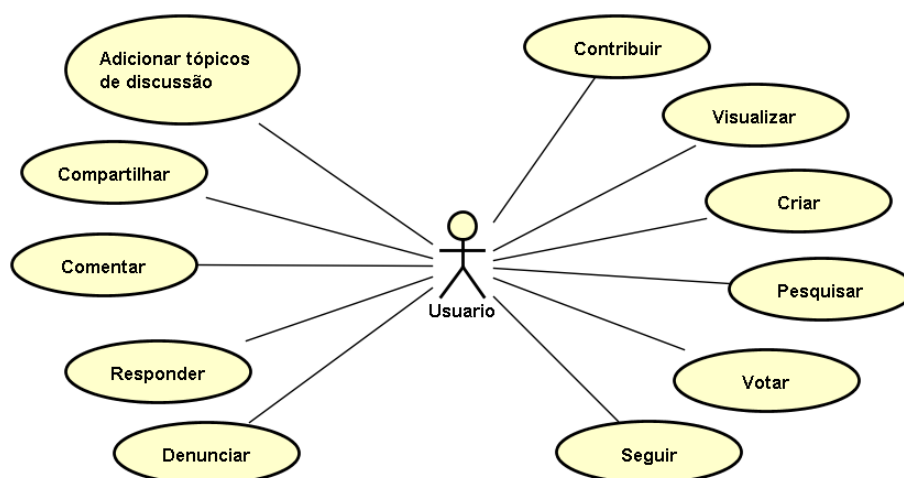 Adicionar tópicos
de discussão
Contribuir
Visualizar
Compartilhar
Criar
Comentar
Pesquisar
Usuario
Responder
Votar
Denunciar
Seguir